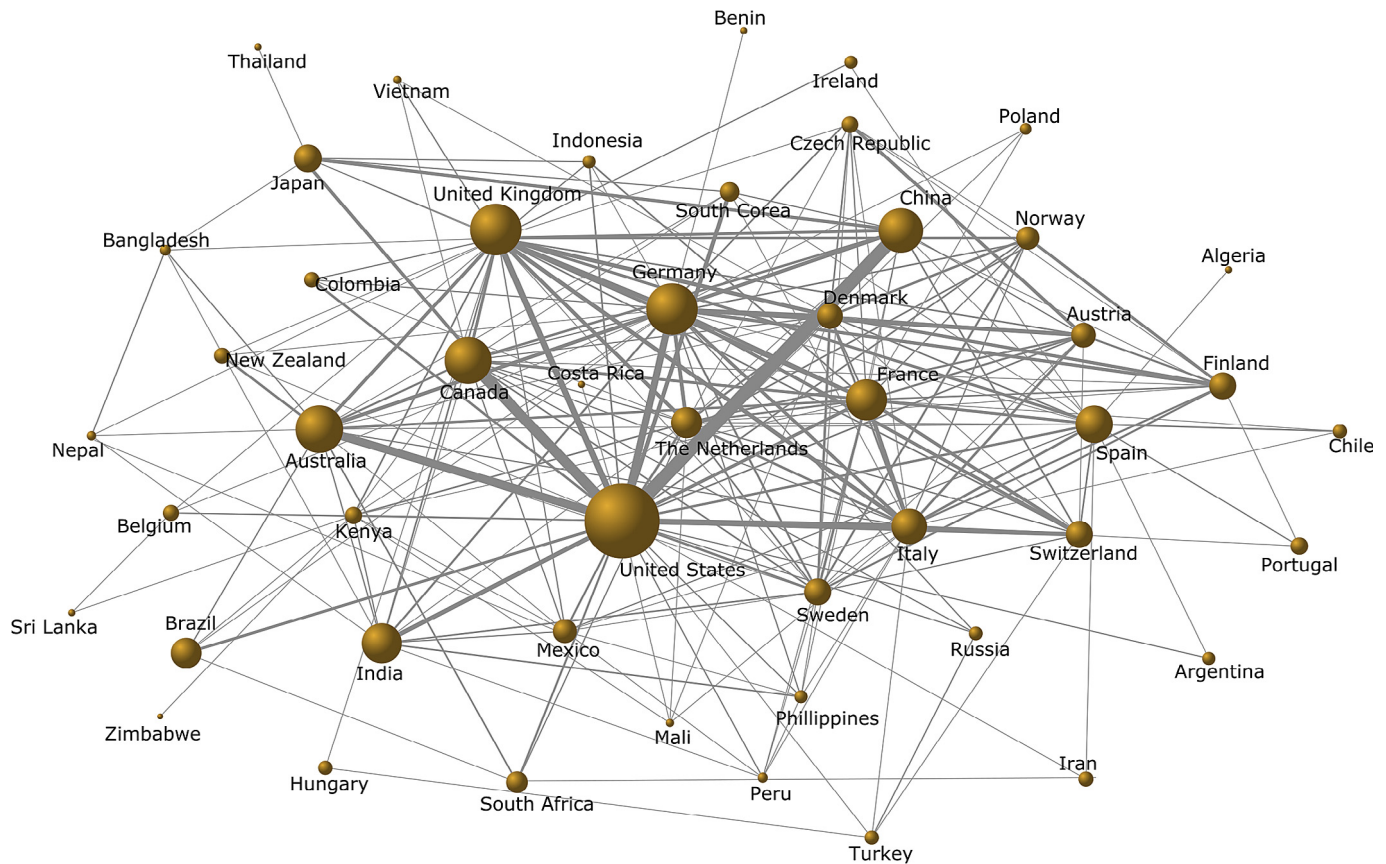 Benin
Thailand
Ireland
Vietnam
Poland
Indonesia
Czech Republic
Japan
United Kingdom
China
South Corea
Norway
Bangladesh
Algeria
Germany
Colombia
Denmark
Austria
New Zealand
Finland
Costa Rica
France
Canada
Nepal
The Netherlands
Spain
Chile
Australia
Belgium
Kenya
Italy
Switzerland
Portugal
United States
Sri Lanka
Brazil
Sweden
Mexico
Russia
India
Argentina
Phillippines
Zimbabwe
Mali
Iran
Hungary
Peru
South Africa
Turkey